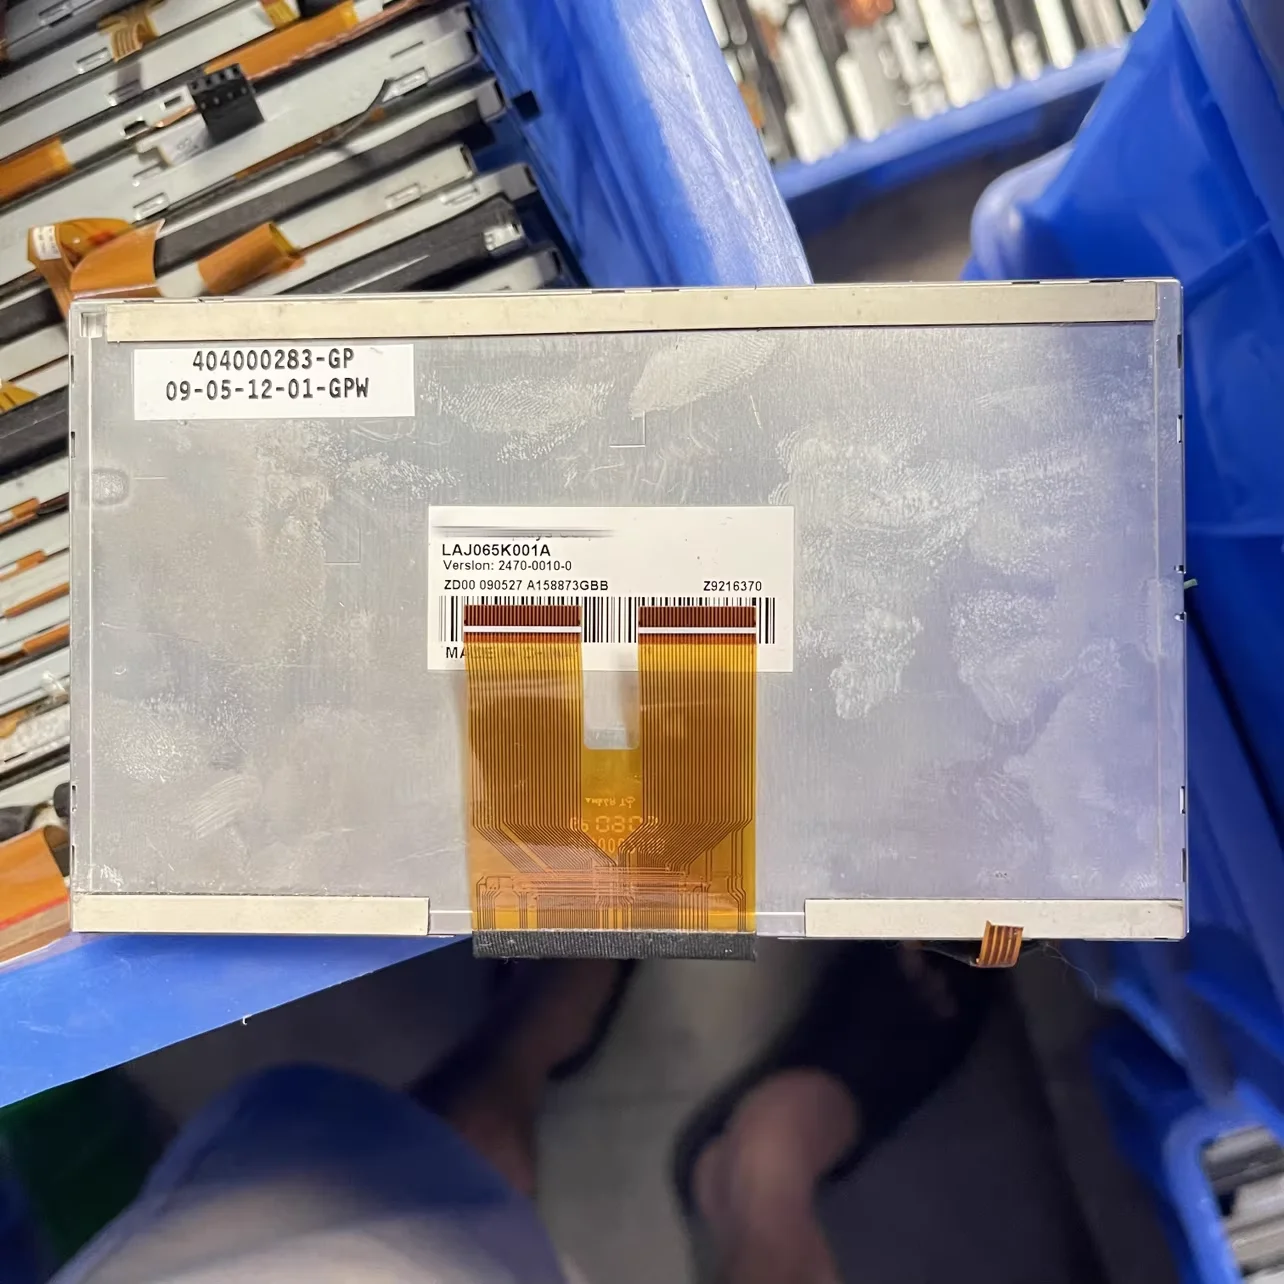 404000283-GP
09-05-12-01-GPW
LAJ065K001A
Version: 2470-0010-0
ZD00 090527 A158873GBB Z9216370